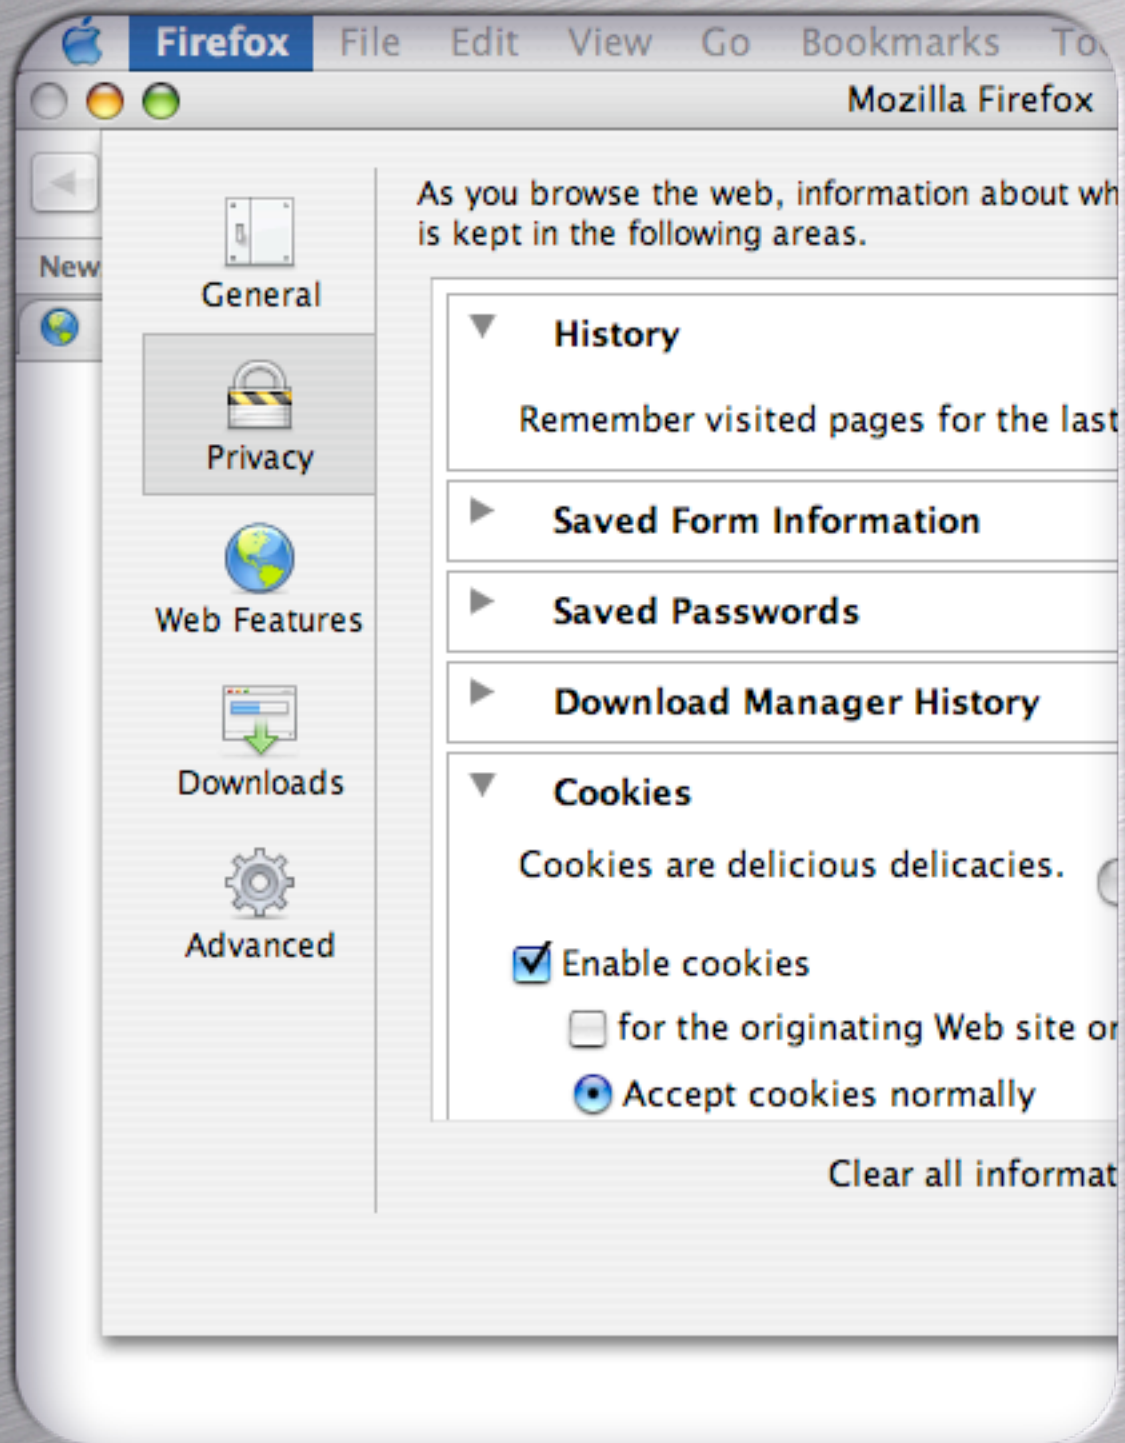 Firefox File Edit View Go Bookmarks
Mozilla Firefox
New
General
Privacy
Web Features
Downloads
Advanced
As you browse the web, information about
is kept in the following areas.
History
Remember visited pages for the last
Saved Form Information
Saved Passwords
Download Manager History
Cookies
Cookies are delicious delicacies.
Enable cookies
for the originating Web site
Accept cookies normally
Clear all